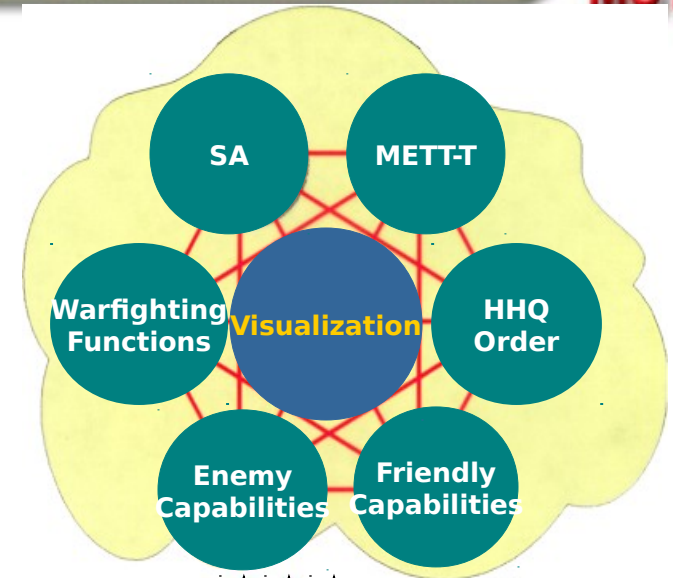 SA
METT-T
Warfighting
Functions
Visualization
HHQ
Order
Enemy
Capabilities
Friendly
Capabilities